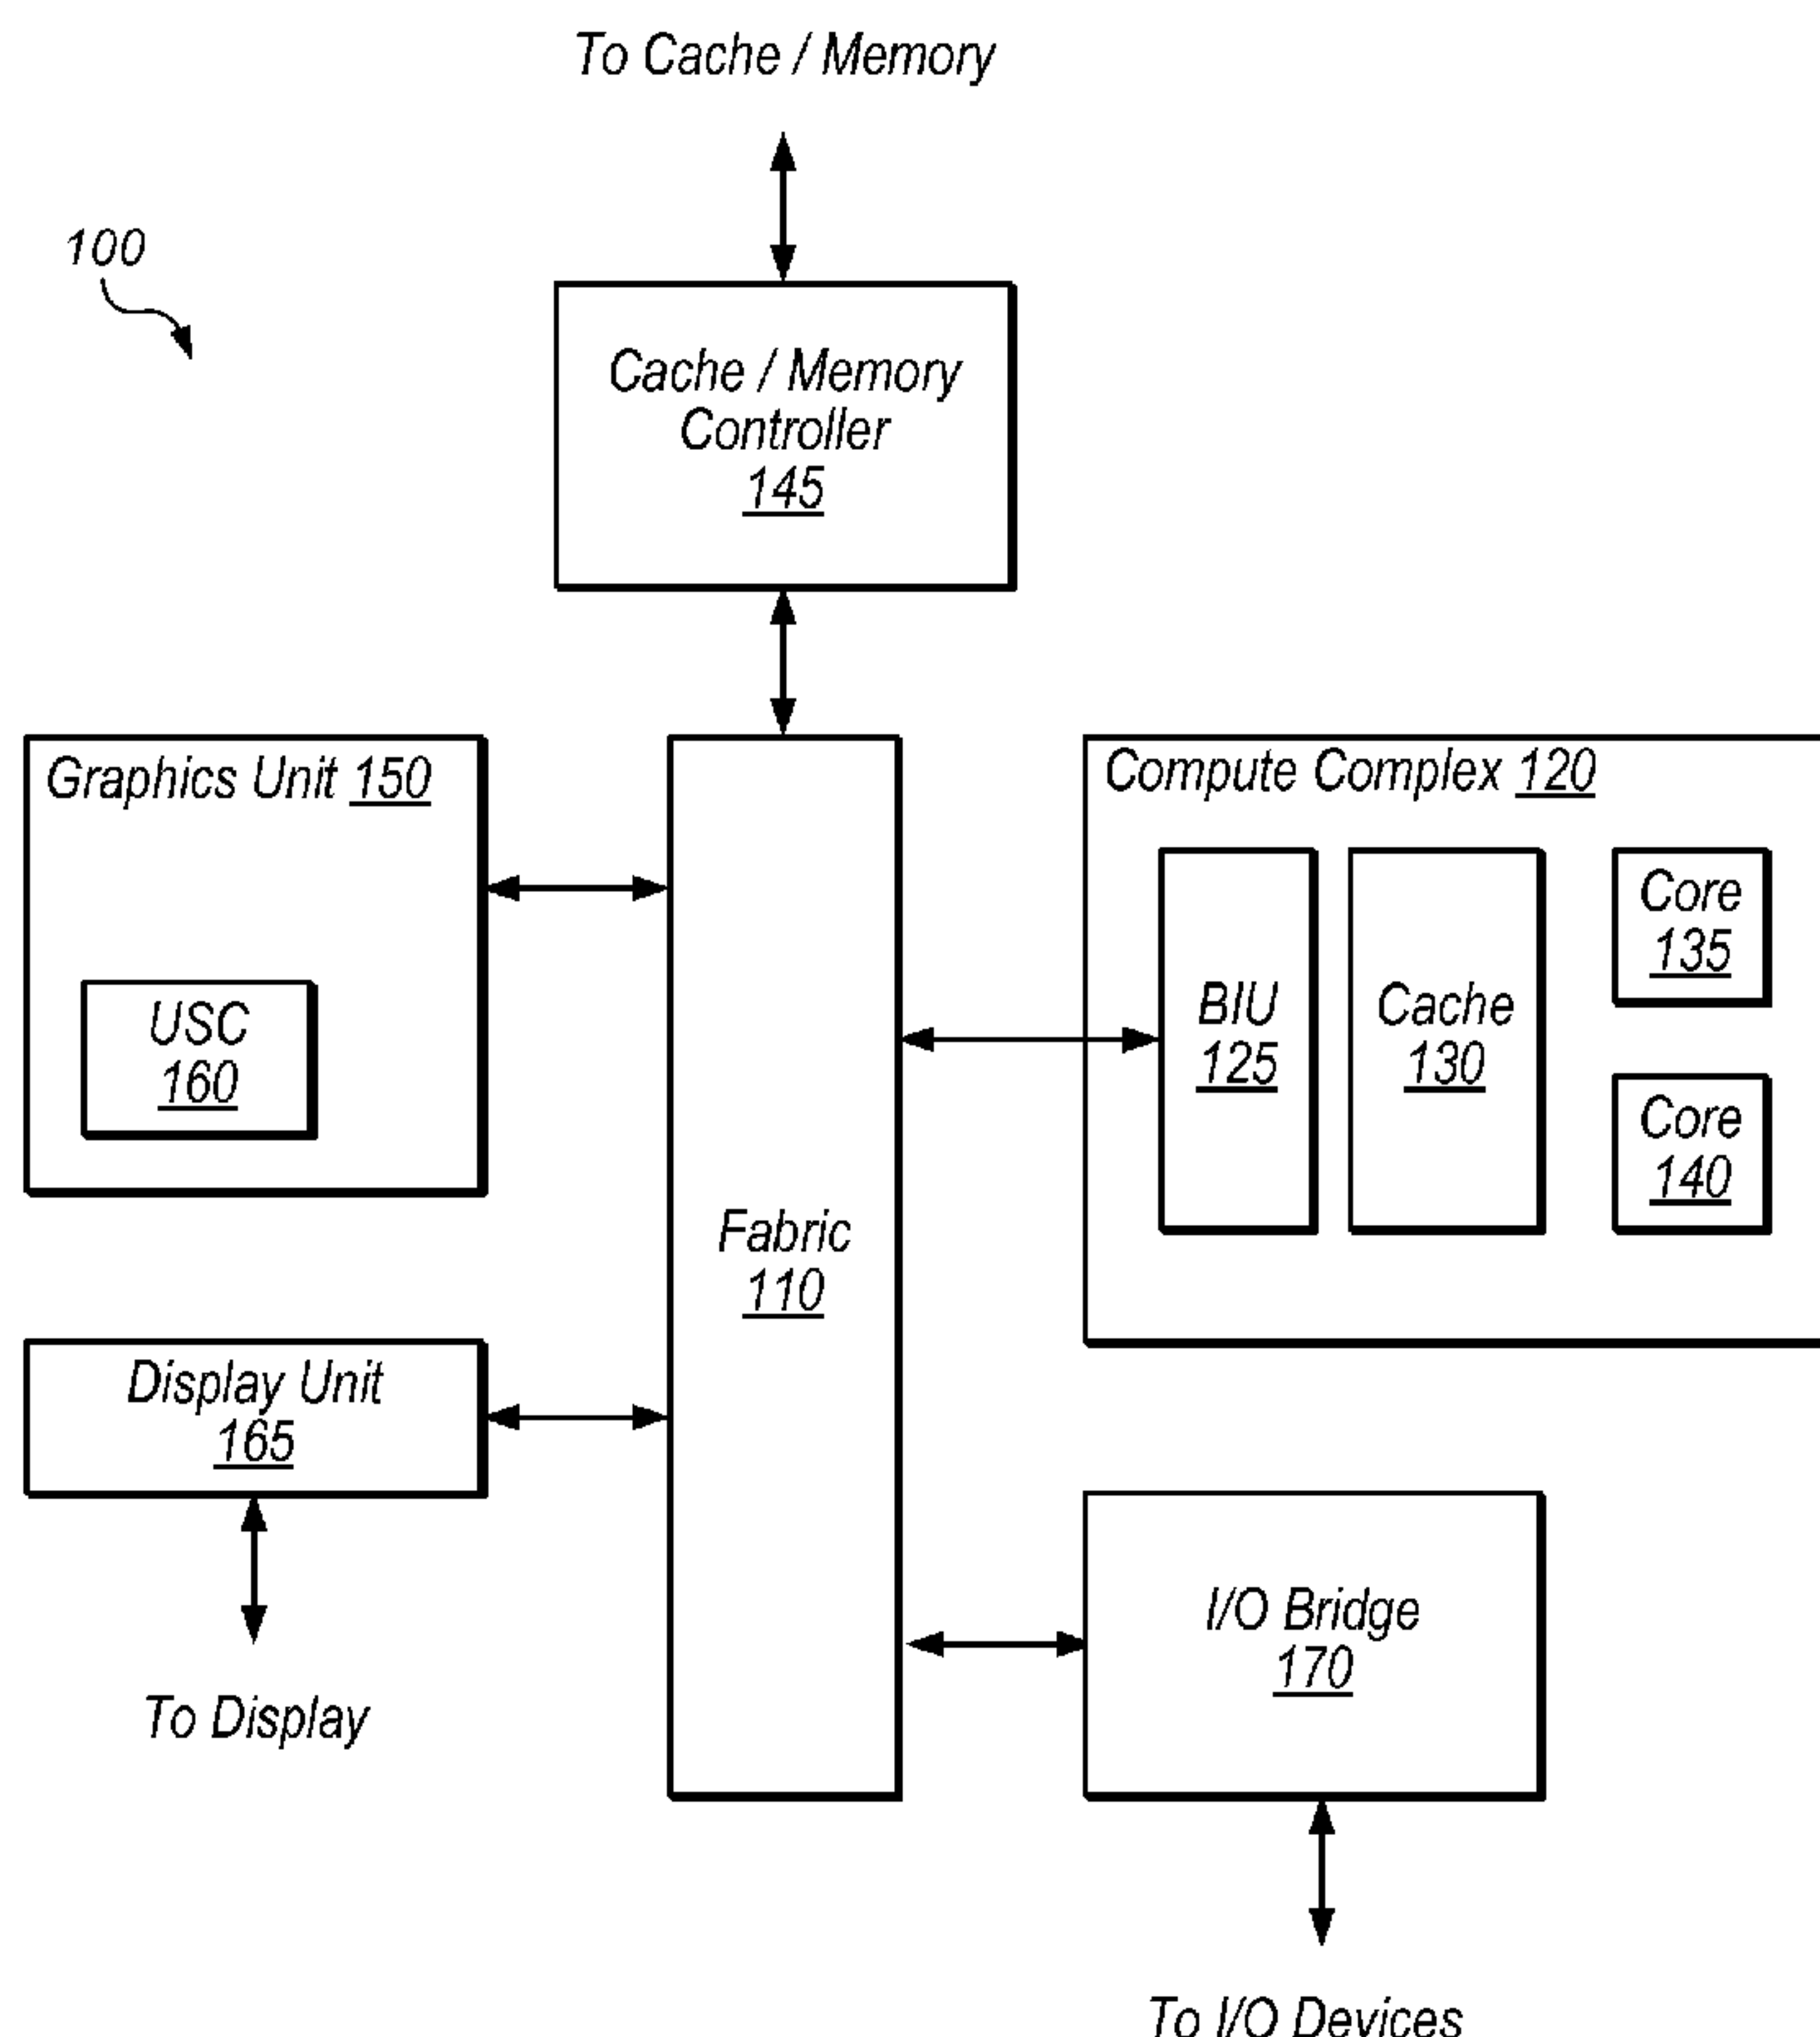 To Cache / Memory
100
Cache / Memory
Controller
145
Graphics Unit 150
USC
160
Fabric
110
Compute Complex 120
BIU
125
Cache
130
Core
135
Core
140
Display Unit
165
To Display
I/O Bridge
170
To I/O Devices